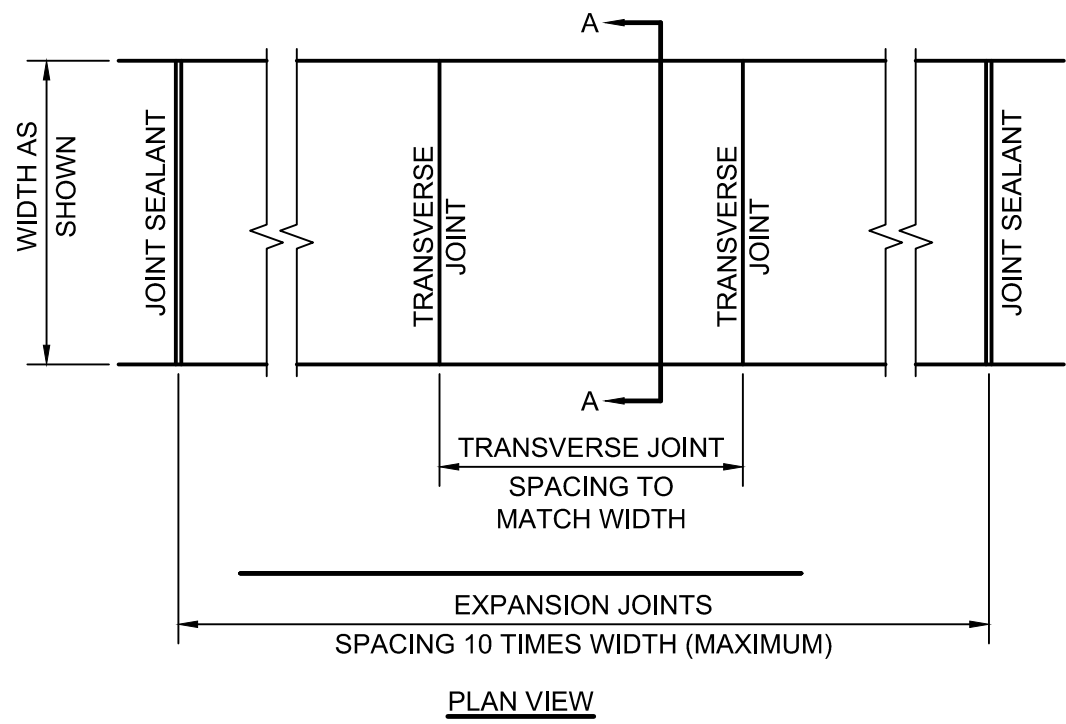 A
WIDTH AS
SHOWN
JOINT SEALANT
TRANSVERSE
JOINT
TRANSVERSE
JOINT
JOINT SEALANT
A
TRANSVERSE JOINT
SPACING TO
MATCH WIDTH
EXPANSION JOINTS
SPACING 10 TIMES WIDTH (MAXIMUM)
PLAN VIEW